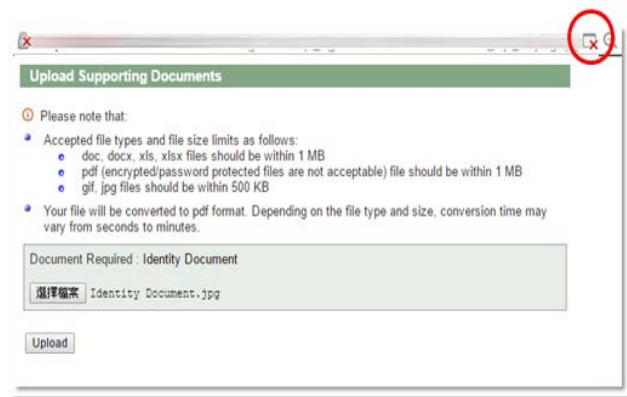 Upload Supporting Documents
Please note that:
Accepted file types and file size limits as follows:
doc, docx, xls, xlsx files should be within 1 MB
pdf (encrypted/password protected files are not acceptable) file should be within 1 MB
gif, jpg files should be within 500 KB
Your file will be converted to pdf format. Depending on the file type and size, conversion time may
vary from seconds to minutes.
Document Required : Identity Document
選擇檔案 Identity Document.jpg
Upload